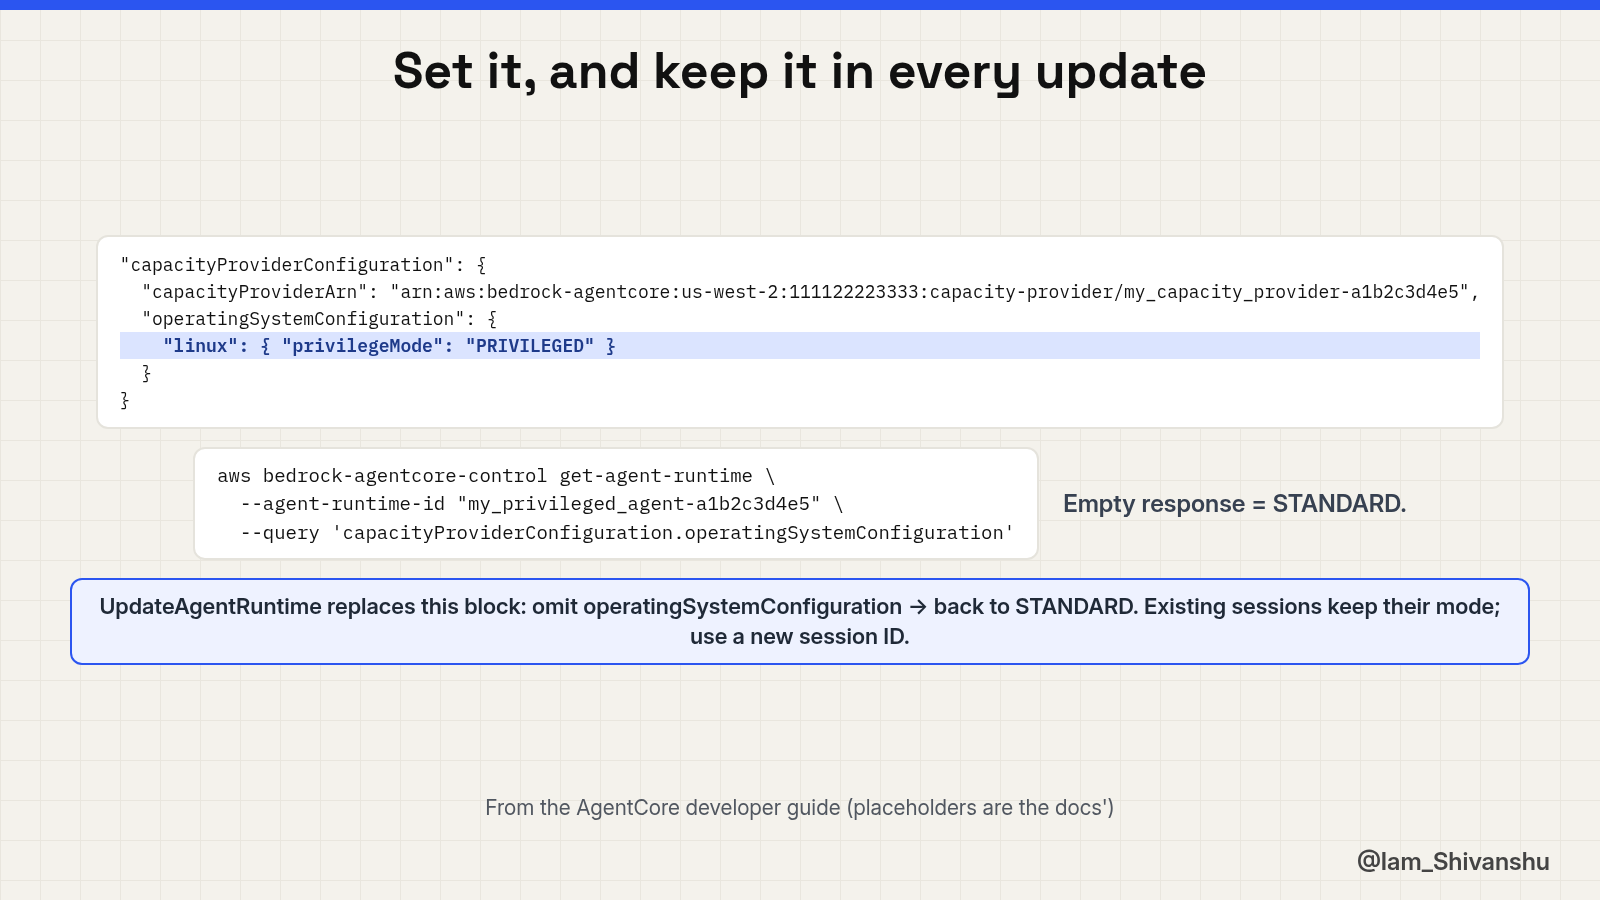 Set it, and keep it in every update
"capacityProviderConfiguration": {
  "capacityProviderArn": "arn:aws:bedrock-agentcore:us-west-2:111122223333:capacity-provider/my_capacity_provider-a1b2c3d4e5",
  "operatingSystemConfiguration": {
    "linux": { "privilegeMode": "PRIVILEGED" }
  }
}
aws bedrock-agentcore-control get-agent-runtime \
  --agent-runtime-id "my_privileged_agent-a1b2c3d4e5" \
  --query 'capacityProviderConfiguration.operatingSystemConfiguration'
Empty response = STANDARD.
UpdateAgentRuntime replaces this block: omit operatingSystemConfiguration → back to STANDARD. Existing sessions keep their mode;
use a new session ID.
From the AgentCore developer guide (placeholders are the docs')
@Iam_Shivanshu